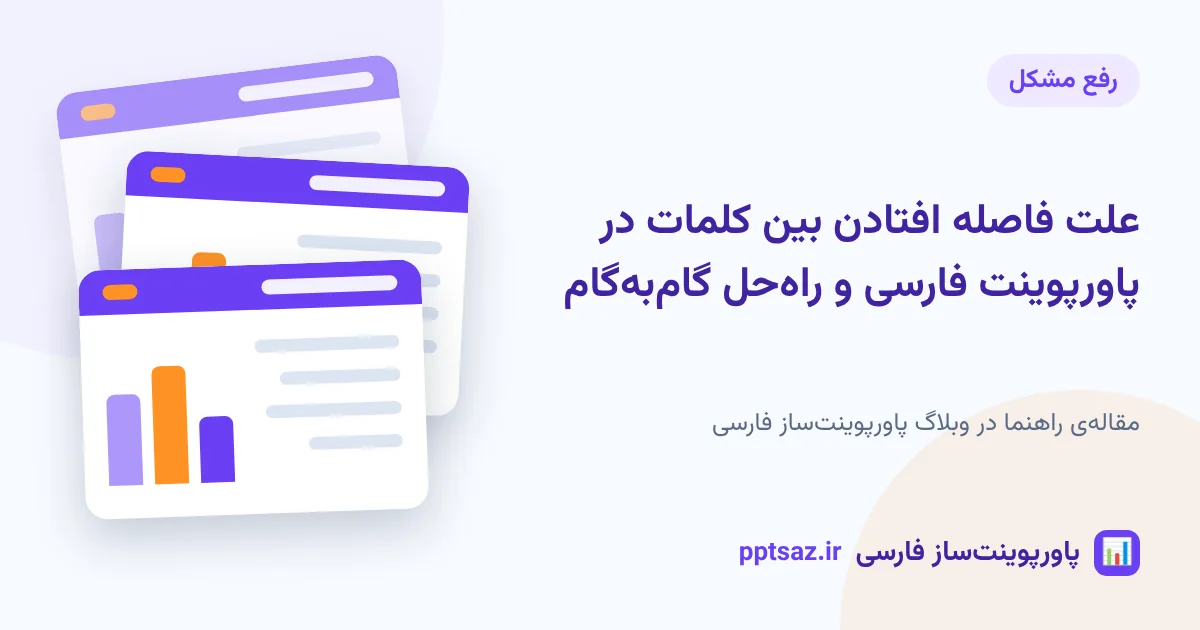 رفع مشکل
علت فاصله افتادن بین کلمات در
پاورپوینت فارسی و راه‌حل گام‌به‌گام
مقاله‌ی راهنما در وبلاگ پاورپوینت‌ساز فارسی
پاورپوینت‌ساز فارسی pptsaz.ir